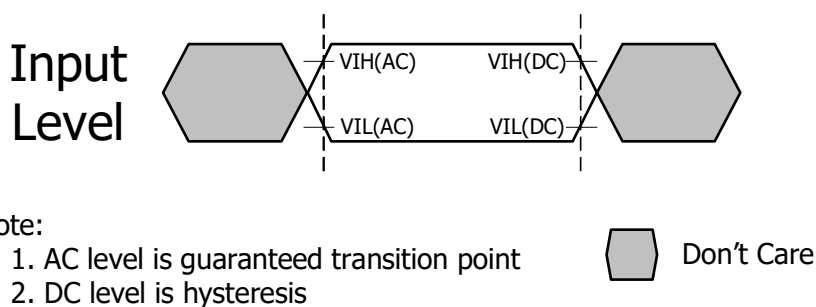 Input
Level
VIH(AC) VIH(DC)
VIL(AC) VIL(DC)
ote:
1. AC level is guaranteed transition point
2. DC level is hysteresis
Don't Care